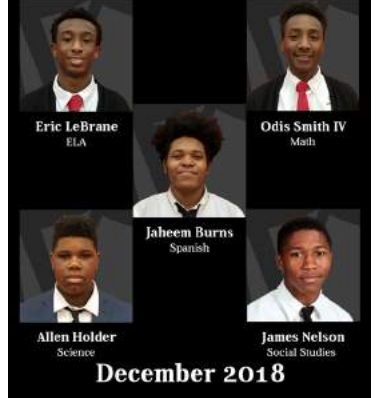 Eric LeBrane
ELA
Odis Smith IV
Math
Jaheem Burns
Spanish
Allen Holder
Science
James Nelson
Social Studies
December 2018